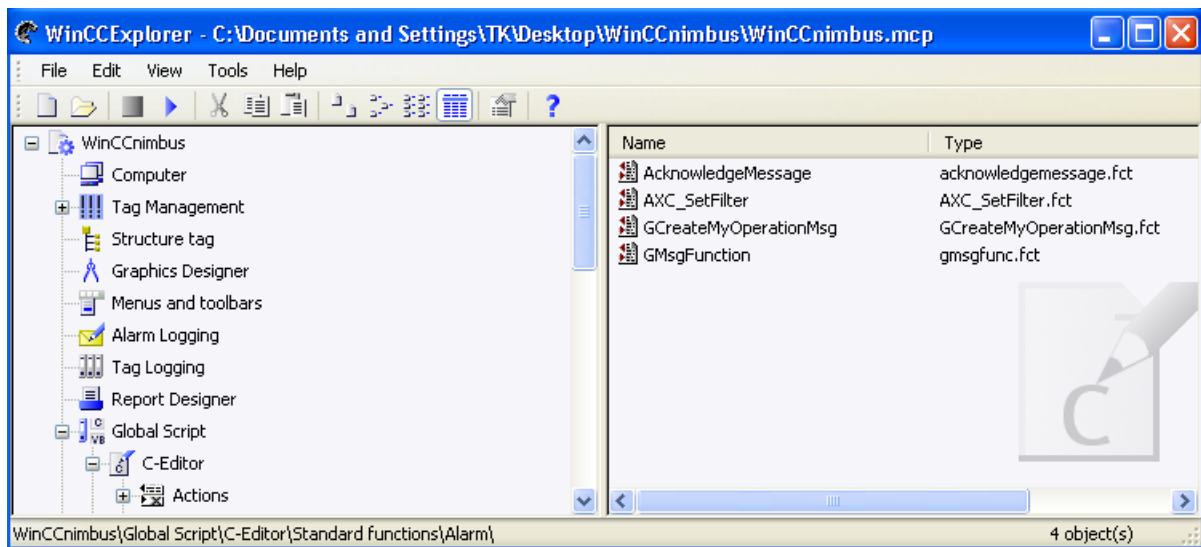 WinCCExplorer - C:\Documents and Settings\TK\Desktop\WinCCnimbus\WinCCnimbus.mcp
File Edit View Tools Help
WinCCnimbus
Computer
Tag Management
Structure tag
Graphics Designer
Menus and toolbars
Alarm Logging
Tag Logging
Report Designer
Global Script
C-Editor
Actions
Name Type
AcknowledgeMessage acknowledgemessage.fct
AXC_SetFilter AXC_SetFilter.fct
GCreateMyOperationMsg GCreateMyOperationMsg.fct
GMsgFunction gmsgfunc.fct
C
WinCCnimbus\Global Script\C-Editor\Standard functions\Alarm\ 4 object(s)